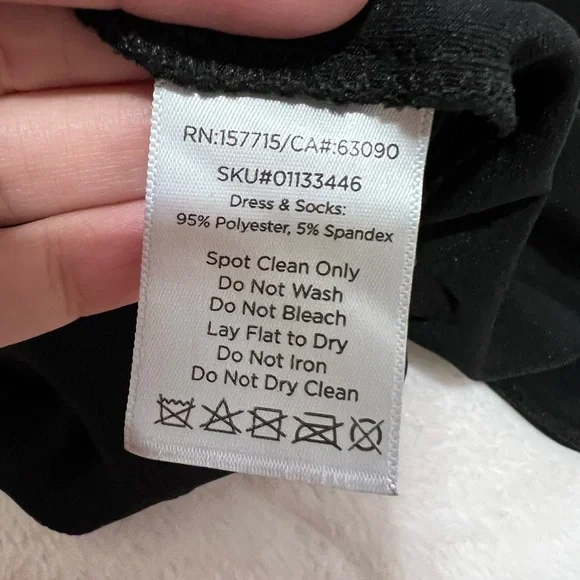 RN:157715/CA#:63090
SKU#01133446
Dress & Socks:
95% Polyester, 5% Spandex
Spot Clean Only
Do Not Wash
Do Not Bleach
Lay Flat to Dry
Do Not Iron
Do Not Dry Clean